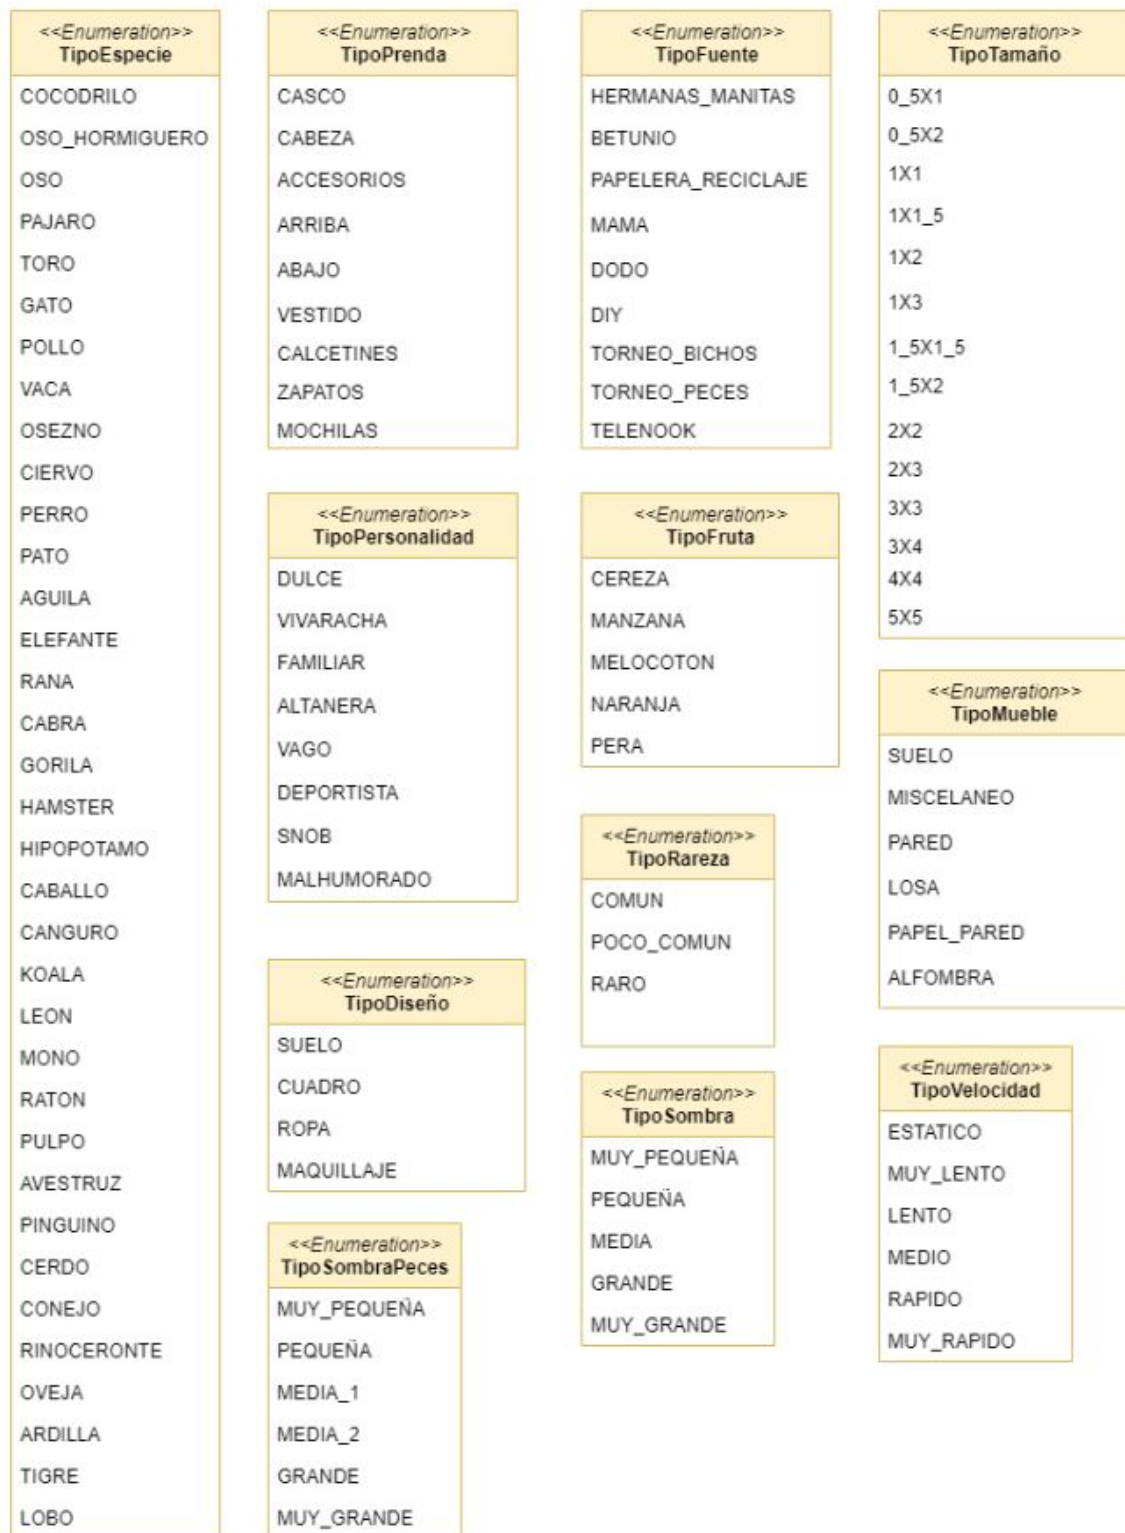 <<Enumeration>>
TipoEspecie
COCODRILO
OSO_HORMIGUERO
OSO
PAJARO
TORO
GATO
POLLO
VACA
OSEZNO
CIERVO
PERRO
PATO
AGUILA
ELEFANTE
RANA
CABRA
GORILA
HAMSTER
HIPOPOTAMO
CABALLO
CANGURO
KOALA
LEON
MONO
RATON
PULPO
AVESTRUZ
PINGUINO
CERDO
CONEJO
RINOCERONTE
OVEJA
ARDILLA
TIGRE
LOBO
<<Enumeration>>
TipoPrenda
CASCO
CABEZA
ACCESORIOS
ARRIBA
ABAJO
VESTIDO
CALCETINES
ZAPATOS
MOCHILAS
<<Enumeration>>
TipoPersonalidad
DULCE
VIVARACHA
FAMILIAR
ALTANERA
VAGO
DEPORTISTA
SNOB
MALHUMORADO
<<Enumeration>>
TipoDiseño
SUELO
CUADRO
ROPA
MAQUILLAJE
<<Enumeration>>
TipoSombraPeces
MUY_PEQUEÑA
PEQUEÑA
MEDIA_1
MEDIA_2
GRANDE
MUY_GRANDE
<<Enumeration>>
TipoFuente
HERMANAS_MANITAS
BETUNIO
PAPELERA_RECICLAJE
MAMA
DODO
DIY
TORNEO_BICHOS
TORNEO_PECES
TELENOOK
<<Enumeration>>
TipoFruta
CEREZA
MANZANA
MELOCOTON
NARANJA
PERA
<<Enumeration>>
TipoRareza
COMUN
POCO_COMUN
RARO
<<Enumeration>>
TipoSombra
MUY_PEQUEÑA
PEQUEÑA
MEDIA
GRANDE
MUY_GRANDE
<<Enumeration>>
TipoTamaño
0_5X1
0_5X2
1X1
1X1_5
1X2
1X3
1_5X1_5
1_5X2
2X2
2X3
3X3
3X4
4X4
5X5
<<Enumeration>>
TipoMueble
SUELO
MISCELANEO
PARED
LOSA
PAPEL_PARED
ALFOMBRA
<<Enumeration>>
TipoVelocidad
ESTATICO
MUY_LENTO
LENTO
MEDIO
RAPIDO
MUY_RAPIDO